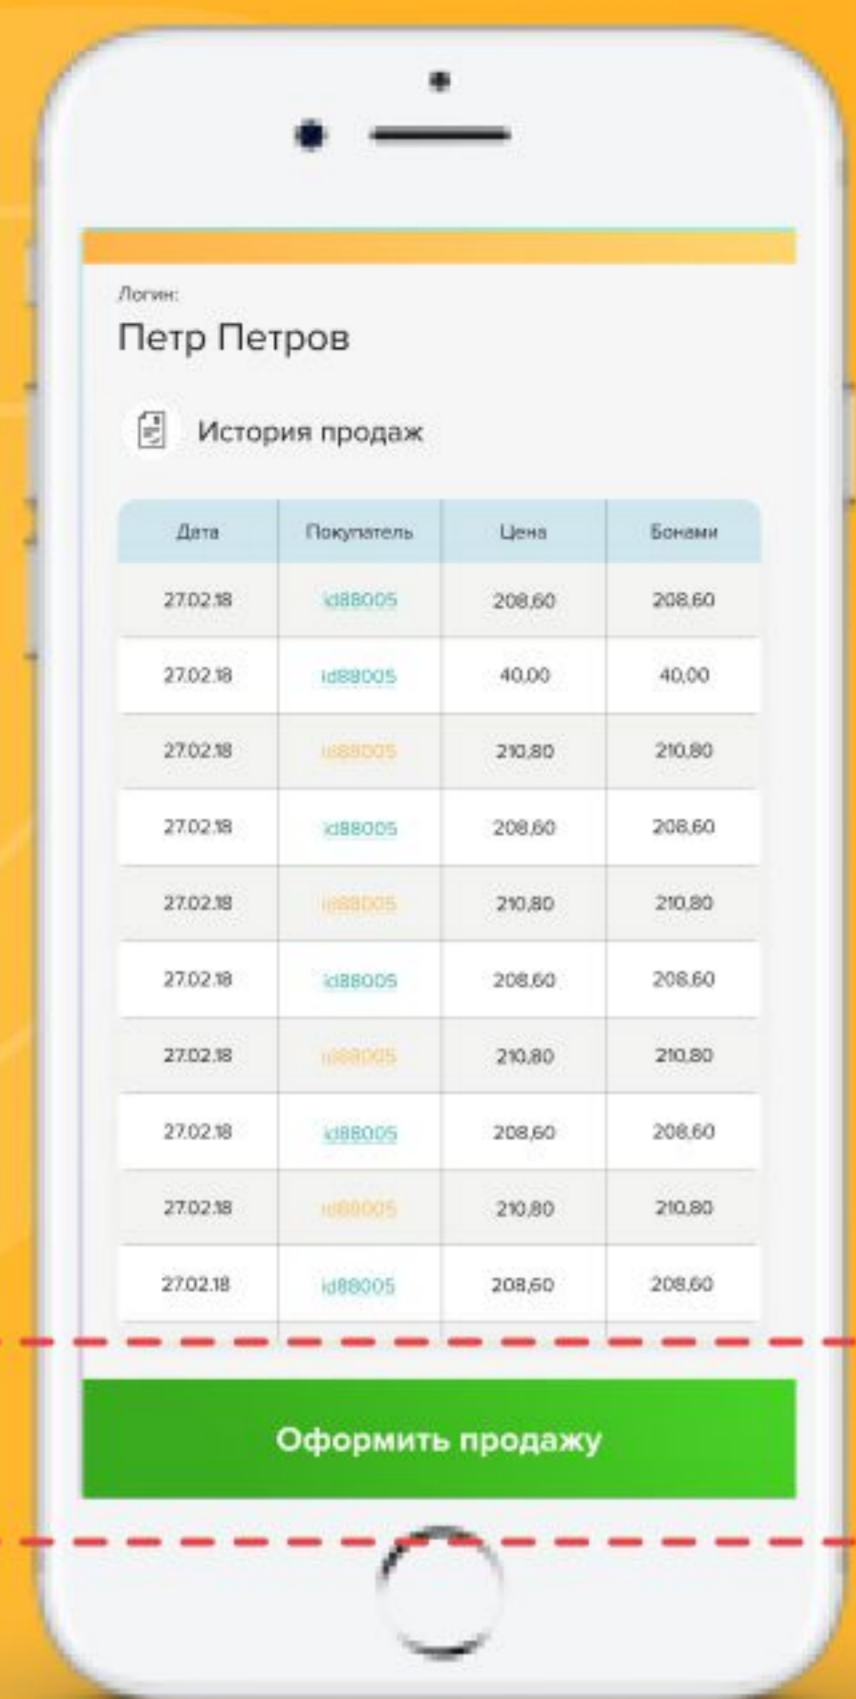 Логин:
Петр Петров
История продаж
Дата Покупатель Цена Бонами
27.02.18 id88005 208,60 208,60
27.02.18 id88005 40,00 40,00
27.02.18 id88005 210,80 210,80
27.02.18 id88005 208,60 208,60
27.02.18 id88005 210,80 210,80
27.02.18 id88005 208,60 208,60
27.02.18 id88005 210,80 210,80
27.02.18 id88005 208,60 208,60
27.02.18 id88005 210,80 210,80
27.02.18 id88005 208,60 208,60
Оформить продажу